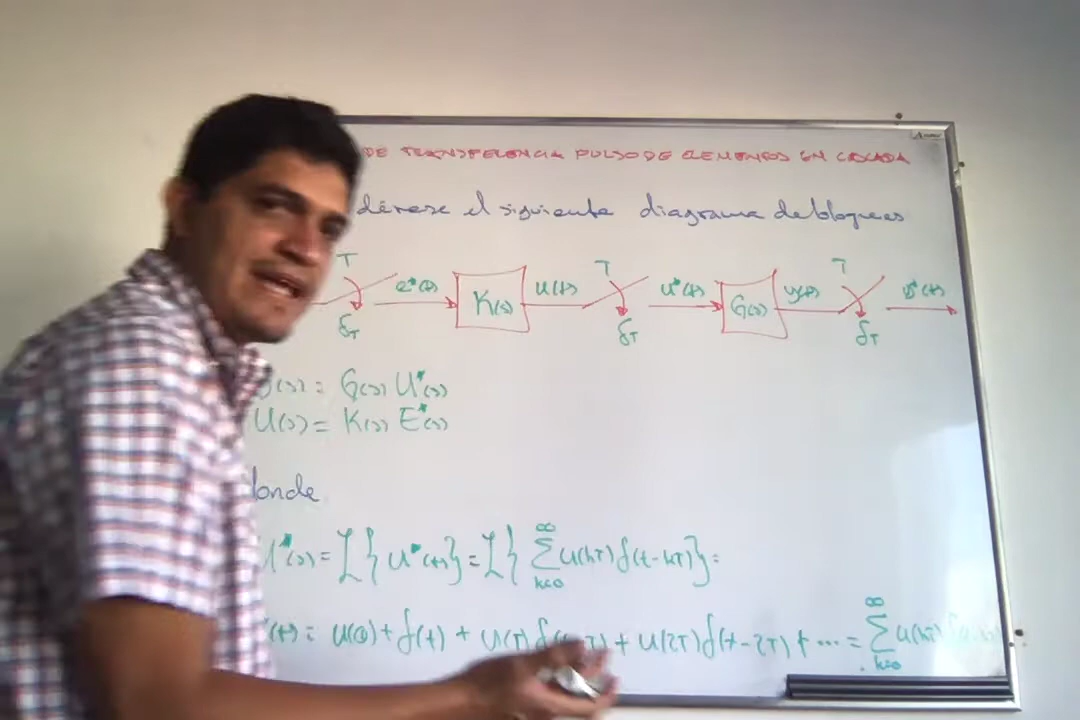 DE TRANSFERENCIA PULSO DE ELEMENTOS EN CASCADA
dérese el siguiente diagrama de bloques
T e*(t) K(s) u(t) T u*(t) G(s) y(t) T y*(t)
δT δT δT
(s) = G(s) U*(s)
U(s) = K(s) E*(s)
donde
U*(s) = L{u*(t)} = L{∑ u(kT) δ(t-kT)} =
∞
k=0
*(t) = u(0) + δ(t) + u(T) δ(t-T) + u(2T) δ(t-2T) + ... = ∑ u(kT)
∞
k=0